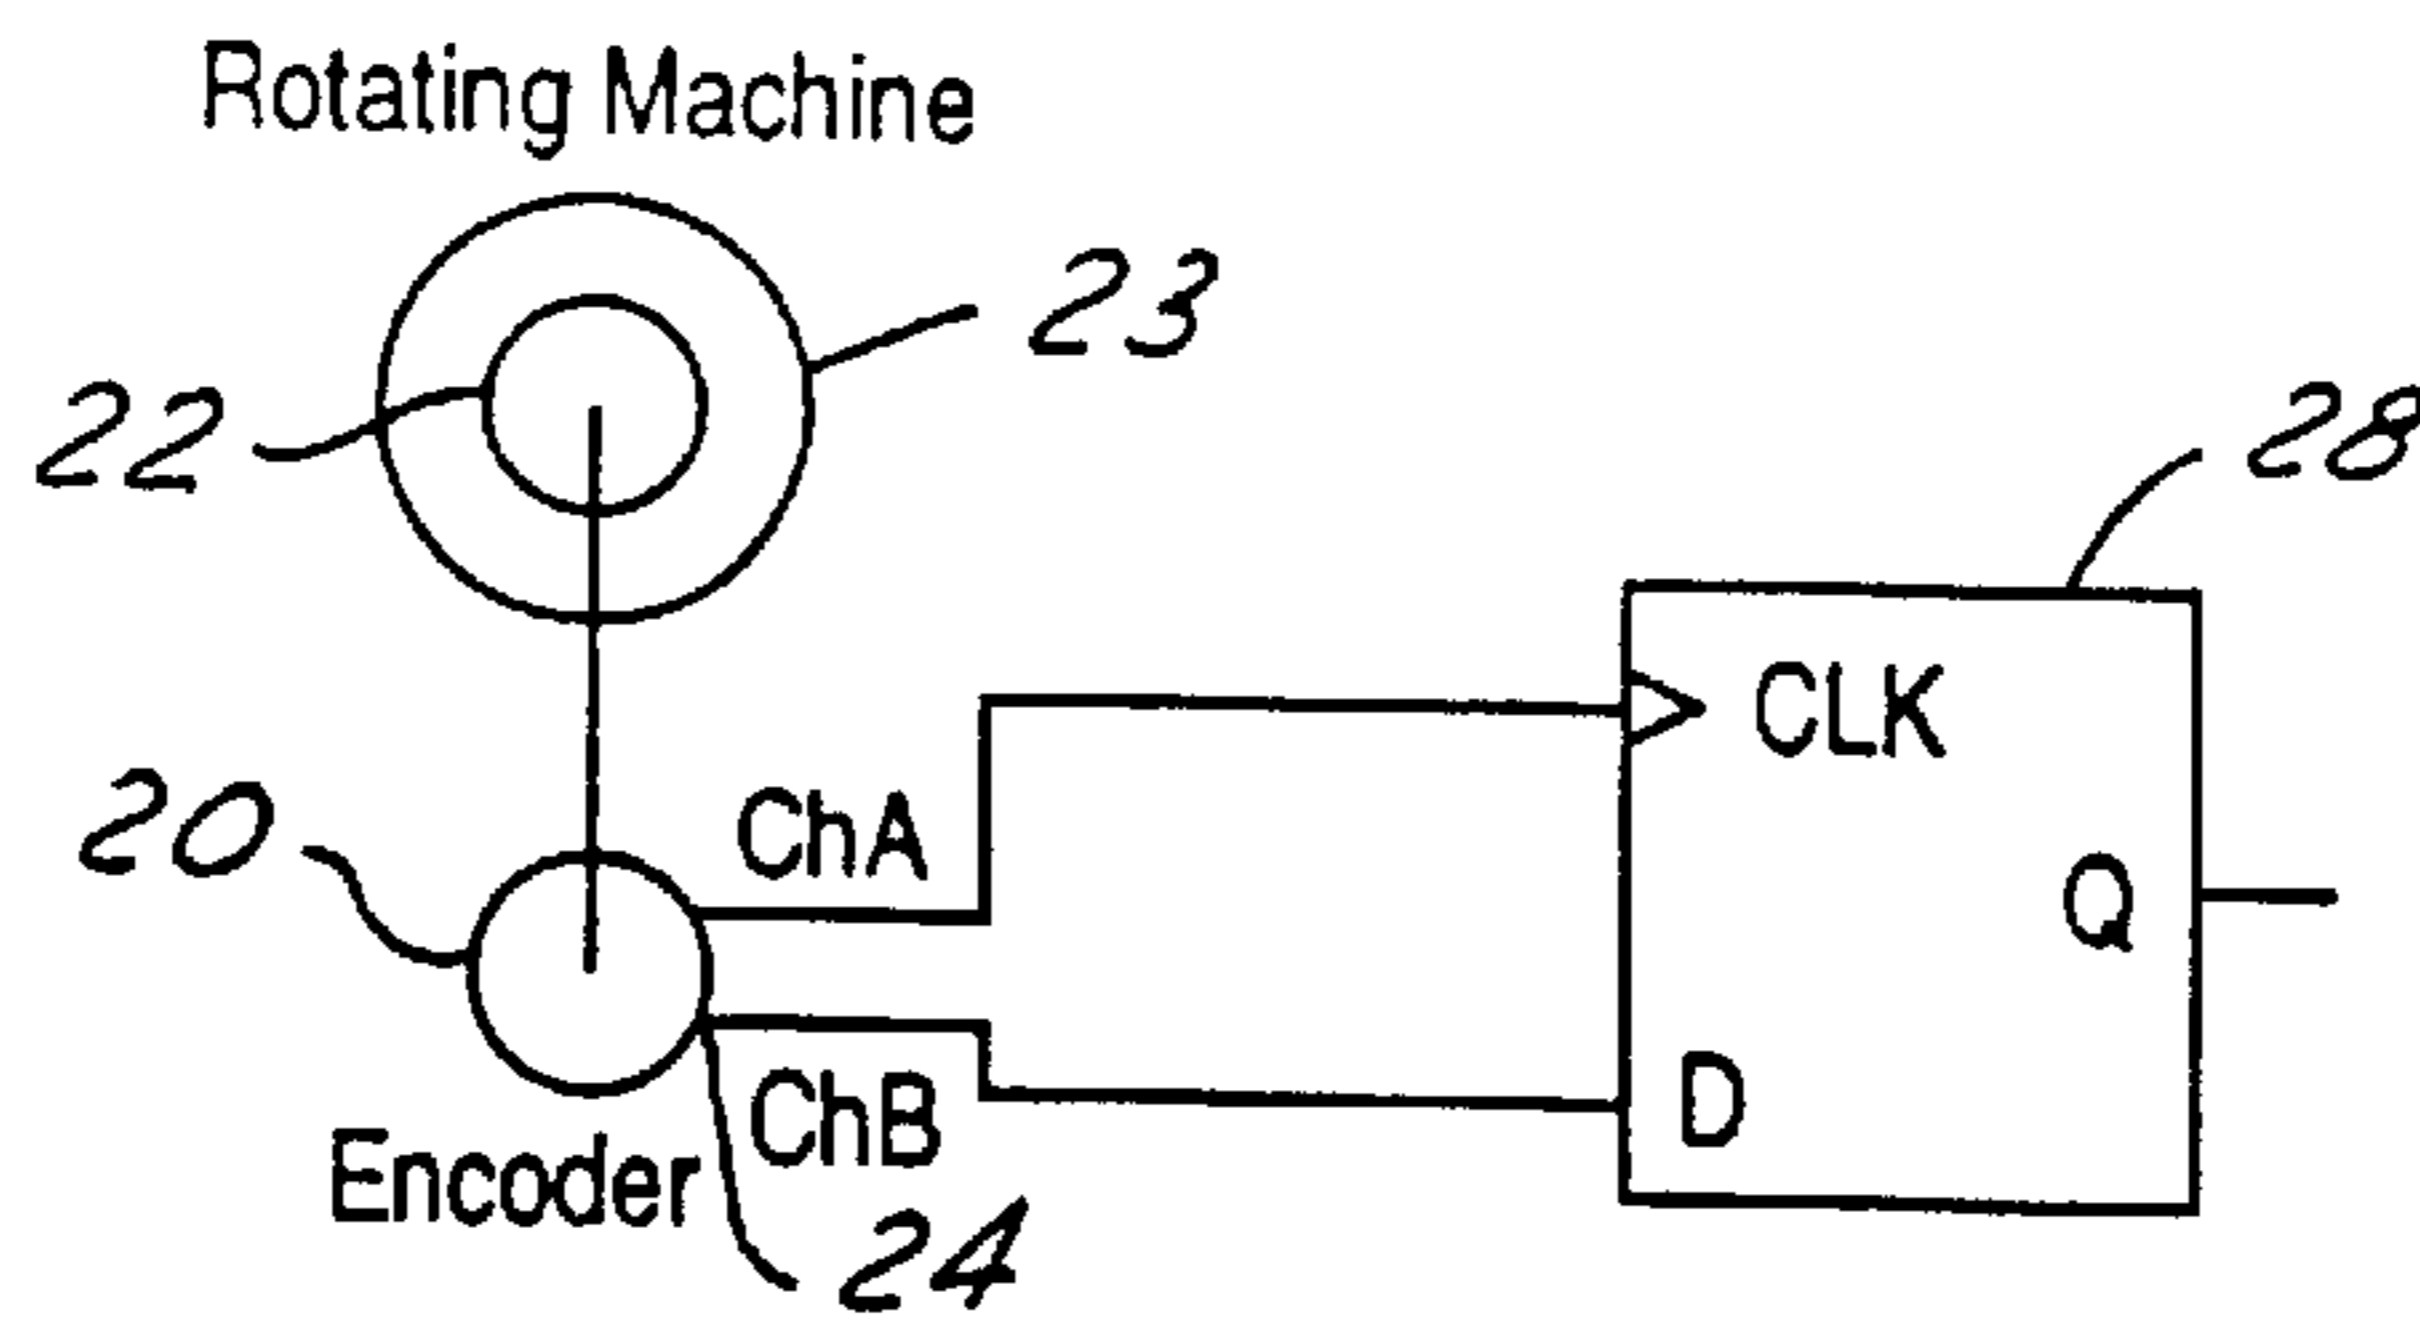 Rotating Machine
23
22
28
CLK
20
ChA
Q
ChB
D
Encoder
24